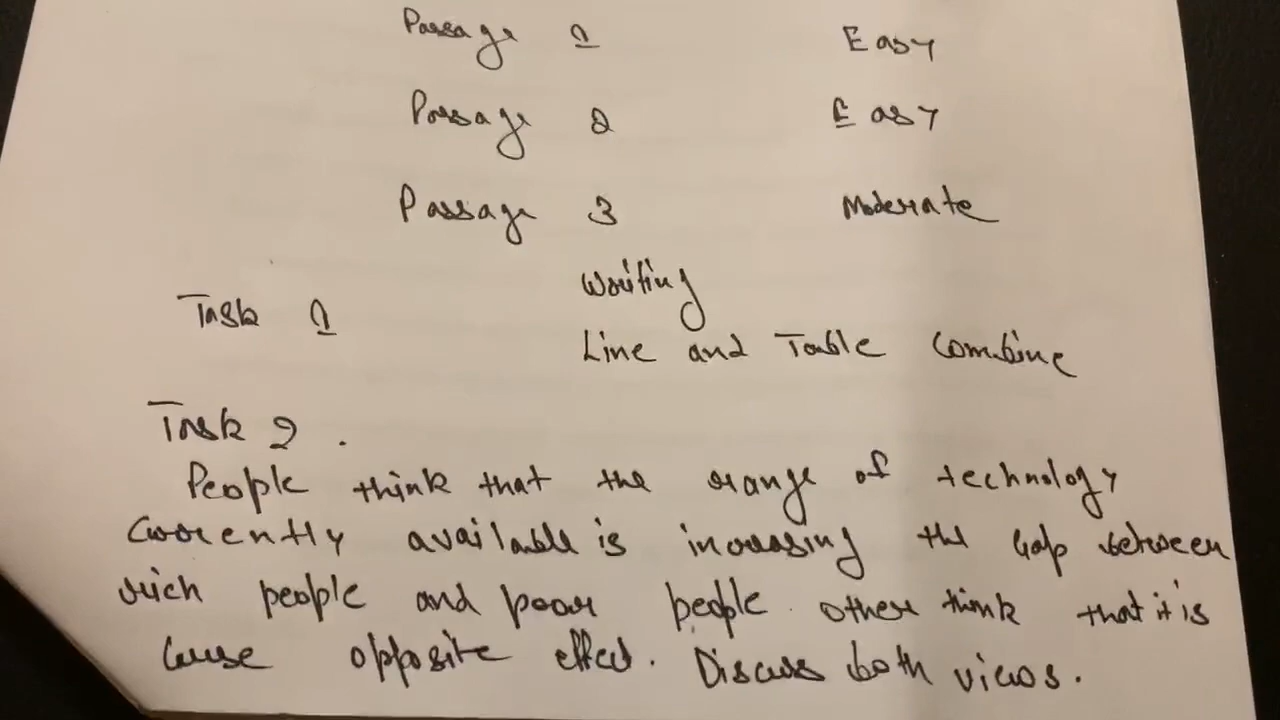 Passage 1 Easy
Passage 2 Easy
Passage 3 Moderate
Writing
Task 1 Line and Table Combine
Task 2.
People think that the range of technology
currently available is increasing the gap between
rich people and poor people. other think that it is
cause opposite effect. Discuss both views.